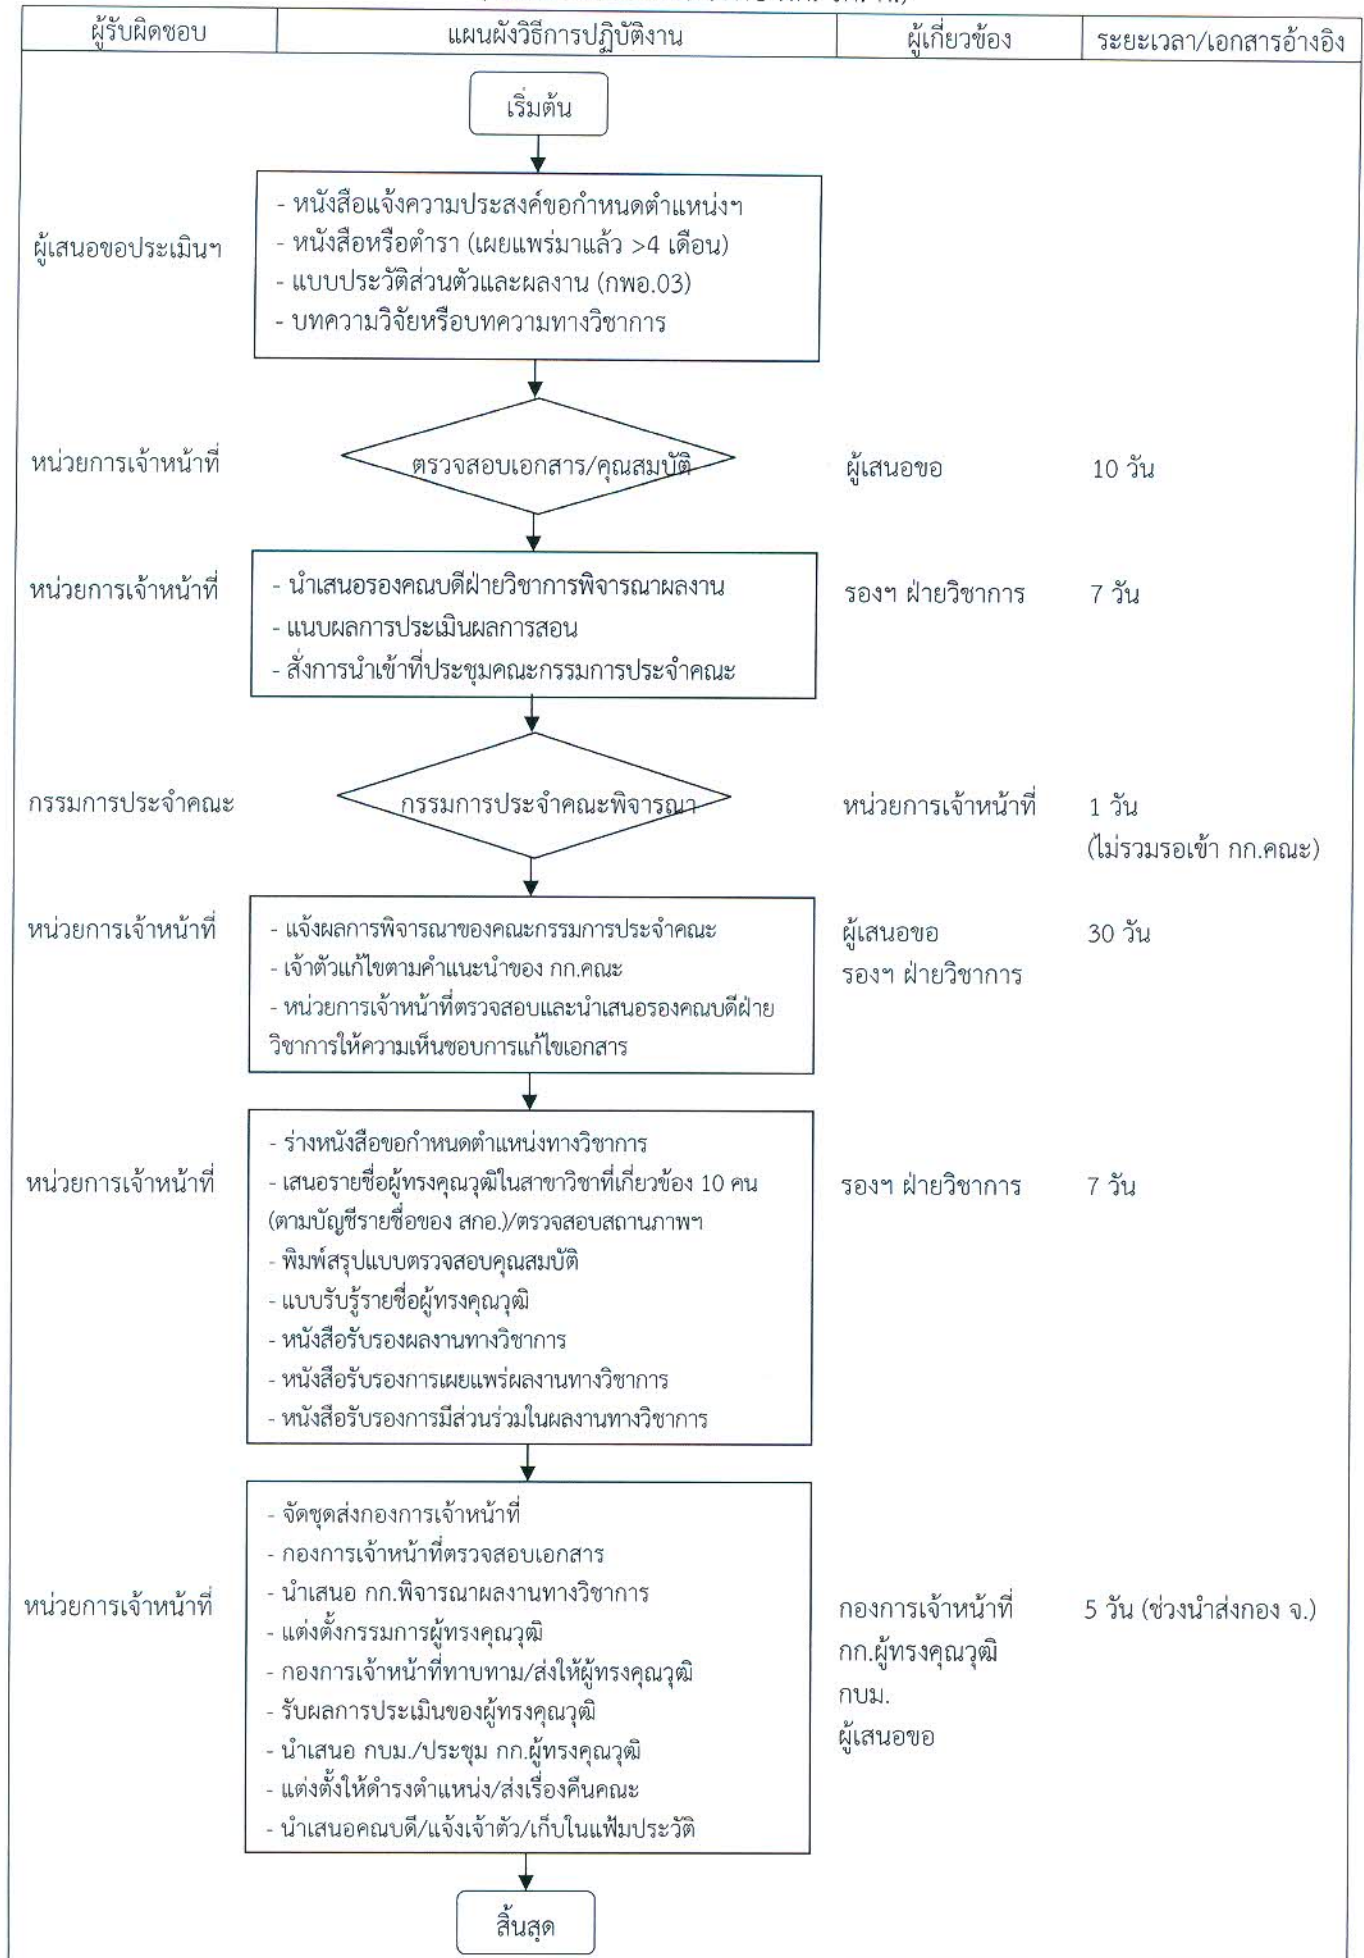 ผู้รับผิดชอบ แผนผังวิธีการปฏิบัติงาน ผู้เกี่ยวข้อง ระยะเวลา/เอกสารอ้างอิง
เริ่มต้น
ผู้เสนอขอประเมินฯ
- หนังสือแจ้งความประสงค์ขอกำหนดตำแหน่งฯ
- หนังสือหรือตำรา (เผยแพร่มาแล้ว >4 เดือน)
- แบบประวัติส่วนตัวและผลงาน (กพอ.03)
- บทความวิจัยหรือบทความทางวิชาการ
หน่วยการเจ้าหน้าที่ ตรวจสอบเอกสาร/คุณสมบัติ ผู้เสนอขอ 10 วัน
หน่วยการเจ้าหน้าที่
- นำเสนอรองคณบดีฝ่ายวิชาการพิจารณาผลงาน
- แนบผลการประเมินผลการสอน
- สั่งการนำเข้าที่ประชุมคณะกรรมการประจำคณะ
รองฯ ฝ่ายวิชาการ 7 วัน
กรรมการประจำคณะ กรรมการประจำคณะพิจารณา หน่วยการเจ้าหน้าที่ 1 วัน
(ไม่รวมรอเข้า กก.คณะ)
หน่วยการเจ้าหน้าที่
- แจ้งผลการพิจารณาของคณะกรรมการประจำคณะ
- เจ้าตัวแก้ไขตามคำแนะนำของ กก.คณะ
- หน่วยการเจ้าหน้าที่ตรวจสอบและนำเสนอรองคณบดีฝ่าย
วิชาการให้ความเห็นชอบการแก้ไขเอกสาร
ผู้เสนอขอ 30 วัน
รองฯ ฝ่ายวิชาการ
หน่วยการเจ้าหน้าที่
- ร่างหนังสือขอกำหนดตำแหน่งทางวิชาการ
- เสนอรายชื่อผู้ทรงคุณวุฒิในสาขาวิชาที่เกี่ยวข้อง 10 คน
(ตามบัญชีรายชื่อของ สกอ.)/ตรวจสอบสถานภาพฯ
- พิมพ์สรุปแบบตรวจสอบคุณสมบัติ
- แบบรับรู้รายชื่อผู้ทรงคุณวุฒิ
- หนังสือรับรองผลงานทางวิชาการ
- หนังสือรับรองการเผยแพร่ผลงานทางวิชาการ
- หนังสือรับรองการมีส่วนร่วมในผลงานทางวิชาการ
รองฯ ฝ่ายวิชาการ 7 วัน
หน่วยการเจ้าหน้าที่
- จัดชุดส่งกองการเจ้าหน้าที่
- กองการเจ้าหน้าที่ตรวจสอบเอกสาร
- นำเสนอ กก.พิจารณาผลงานทางวิชาการ
- แต่งตั้งกรรมการผู้ทรงคุณวุฒิ
- กองการเจ้าหน้าที่ทาบทาม/ส่งให้ผู้ทรงคุณวุฒิ
- รับผลการประเมินของผู้ทรงคุณวุฒิ
- นำเสนอ กบม./ประชุม กก.ผู้ทรงคุณวุฒิ
- แต่งตั้งให้ดำรงตำแหน่ง/ส่งเรื่องคืนคณะ
- นำเสนอคณบดี/แจ้งเจ้าตัว/เก็บในแฟ้มประวัติ
กองการเจ้าหน้าที่ 5 วัน (ช่วงนำส่งกอง จ.)
กก.ผู้ทรงคุณวุฒิ
กบม.
ผู้เสนอขอ
สิ้นสุด